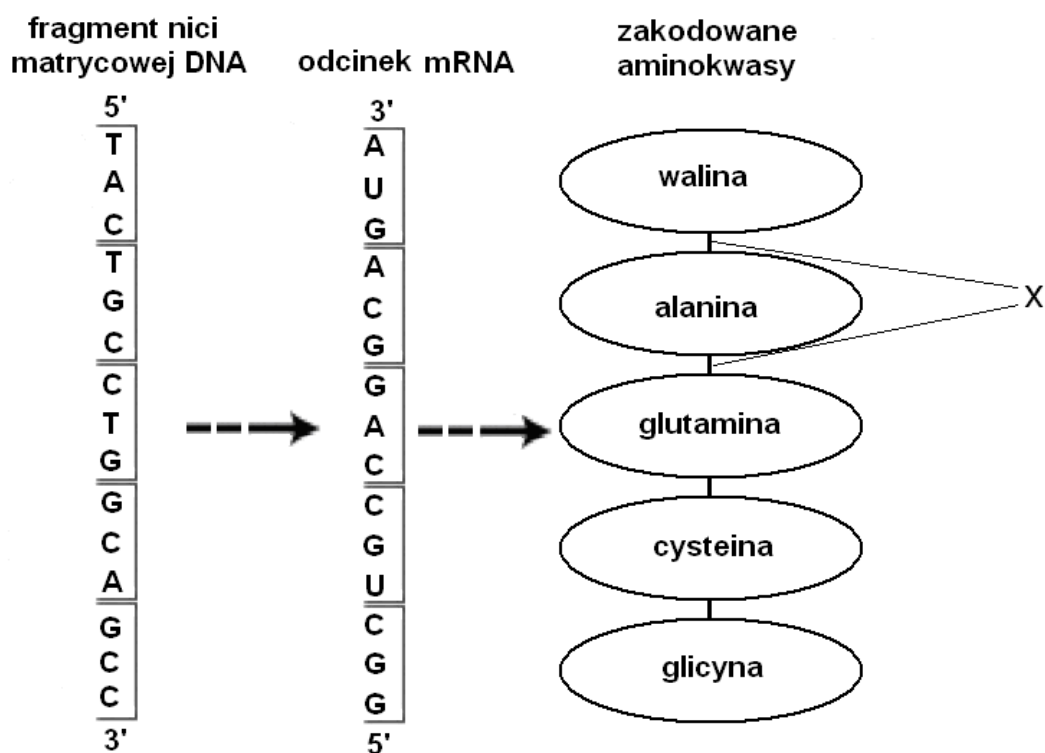 fragment nici
matrycowej DNA
5'
T
A
C
T
G
C
C
T
G
G
C
A
G
C
C
3'
odcinek mRNA
3'
A
U
G
A
C
G
G
A
C
C
G
U
C
G
G
5'
zakodowane
aminokwasy
walina
alanina
glutamina
cysteina
glicyna
X